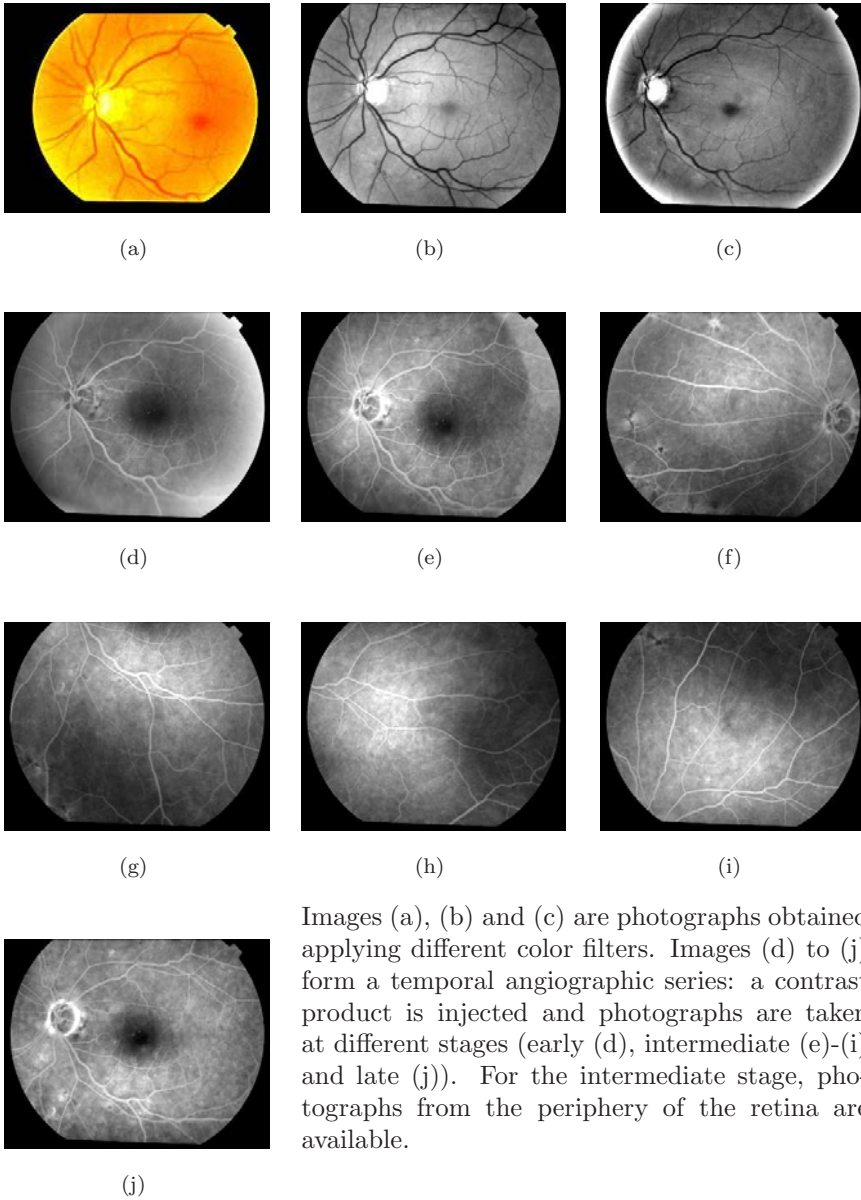 (a)
(b)
(c)
(d)
(e)
(f)
(g)
(h)
(i)
Images (a), (b) and (c) are photographs obtained
applying different color filters. Images (d) to (j)
form a temporal angiographic series: a contrast
product is injected and photographs are taken
at different stages (early (d), intermediate (e)-(i)
and late (j)). For the intermediate stage, pho-
tographs from the periphery of the retina are
available.
(j)